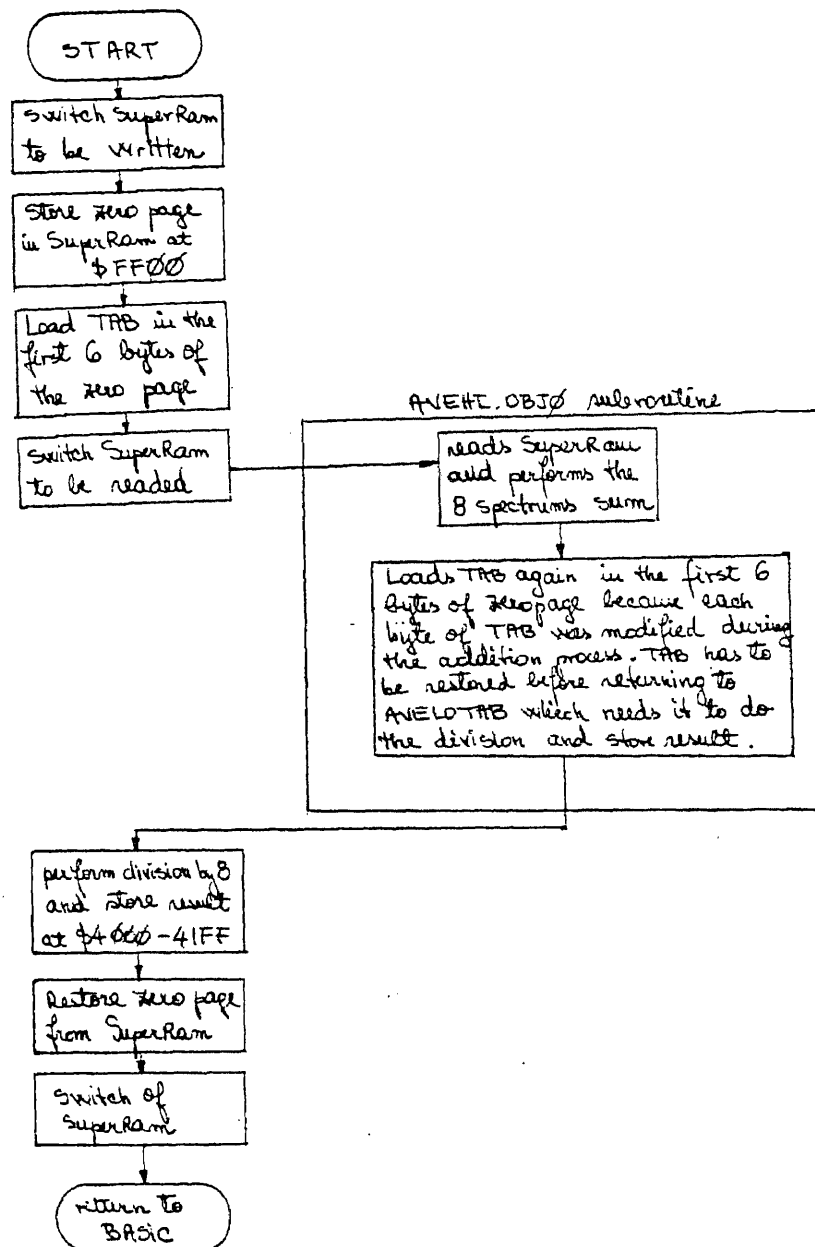 START
Switch SuperRam
to be written
Store zero page
in SuperRam at
$FF00
Load TAB in the
first 6 bytes of
the zero page
switch SuperRam
to be readed
AVEHI.OBJ0 subroutine
reads SuperRam
and performs the
8 spectrums sum
Loads TAB again in the first 6
bytes of zeropage because each
byte of TAB was modified during
the addition process. TAB has to
be restored before returning to
AVELOTAB which needs it to do
the division and store result.
perform division by 8
and store result
at $4000-41FF
Restore zero page
from SuperRam
switch of
SuperRam
return to
BASiC